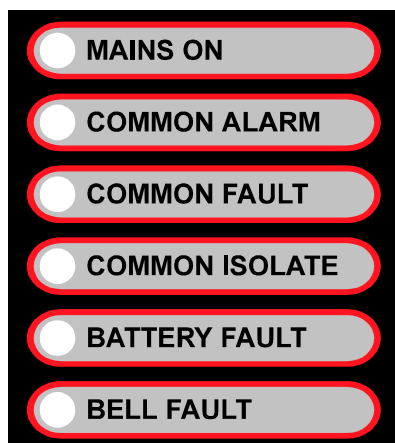 MAINS ON
COMMON ALARM
COMMON FAULT
COMMON ISOLATE
BATTERY FAULT
BELL FAULT